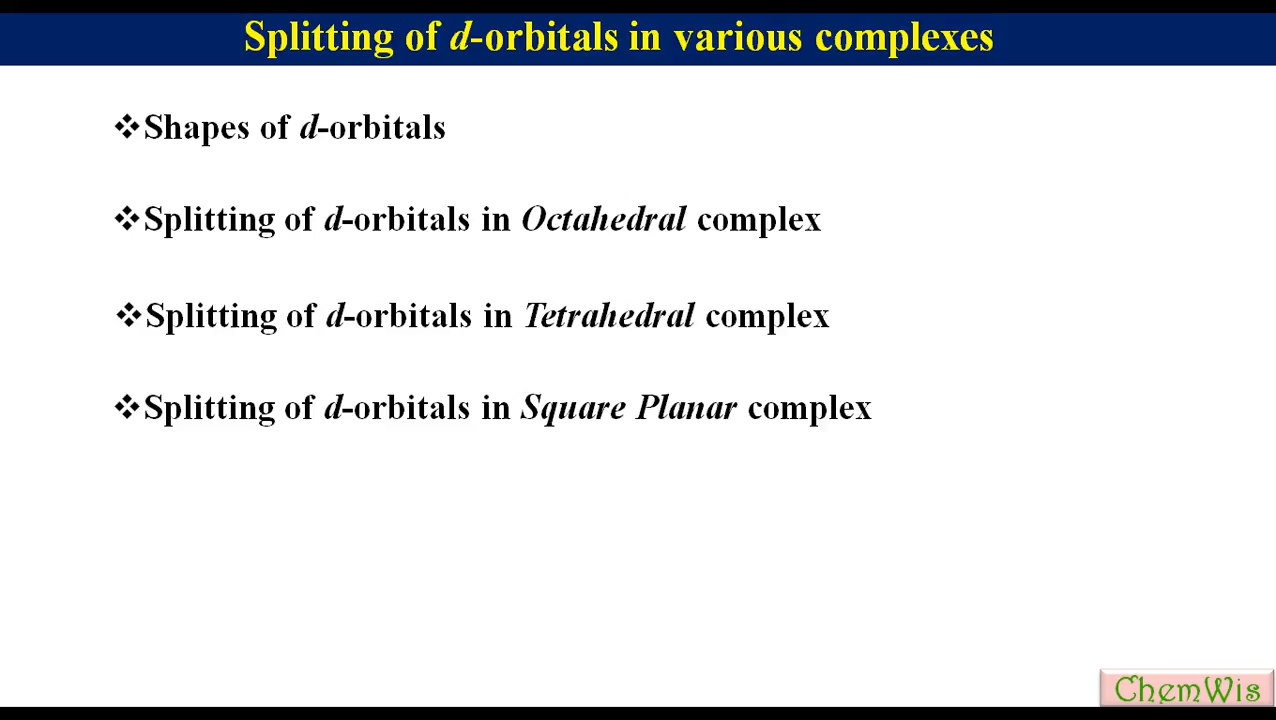 Splitting of d-orbitals in various complexes
❖Shapes of d-orbitals
❖Splitting of d-orbitals in Octahedral complex
❖Splitting of d-orbitals in Tetrahedral complex
❖Splitting of d-orbitals in Square Planar complex
ChemWis